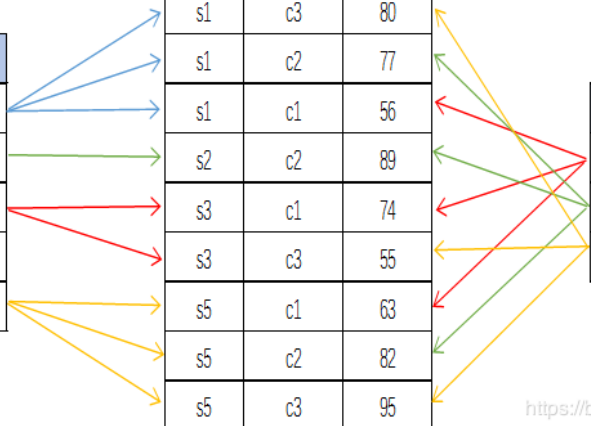 s1 c3 80
s1 c2 77
s1 c1 56
s2 c2 89
s3 c1 74
s3 c3 55
s5 c1 63
s5 c2 82
s5 c3 95
https://b